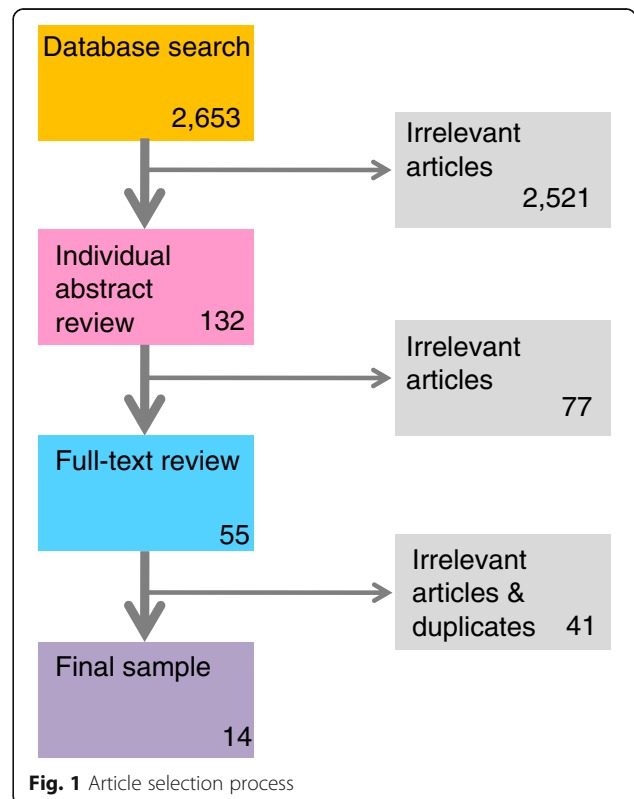 Database search
2,653
Irrelevant
articles
2,521
Individual
abstract
review 132
Irrelevant
articles
77
Full-text review
55
Irrelevant
articles &
duplicates 41
Final sample
14
Fig. 1 Article selection process